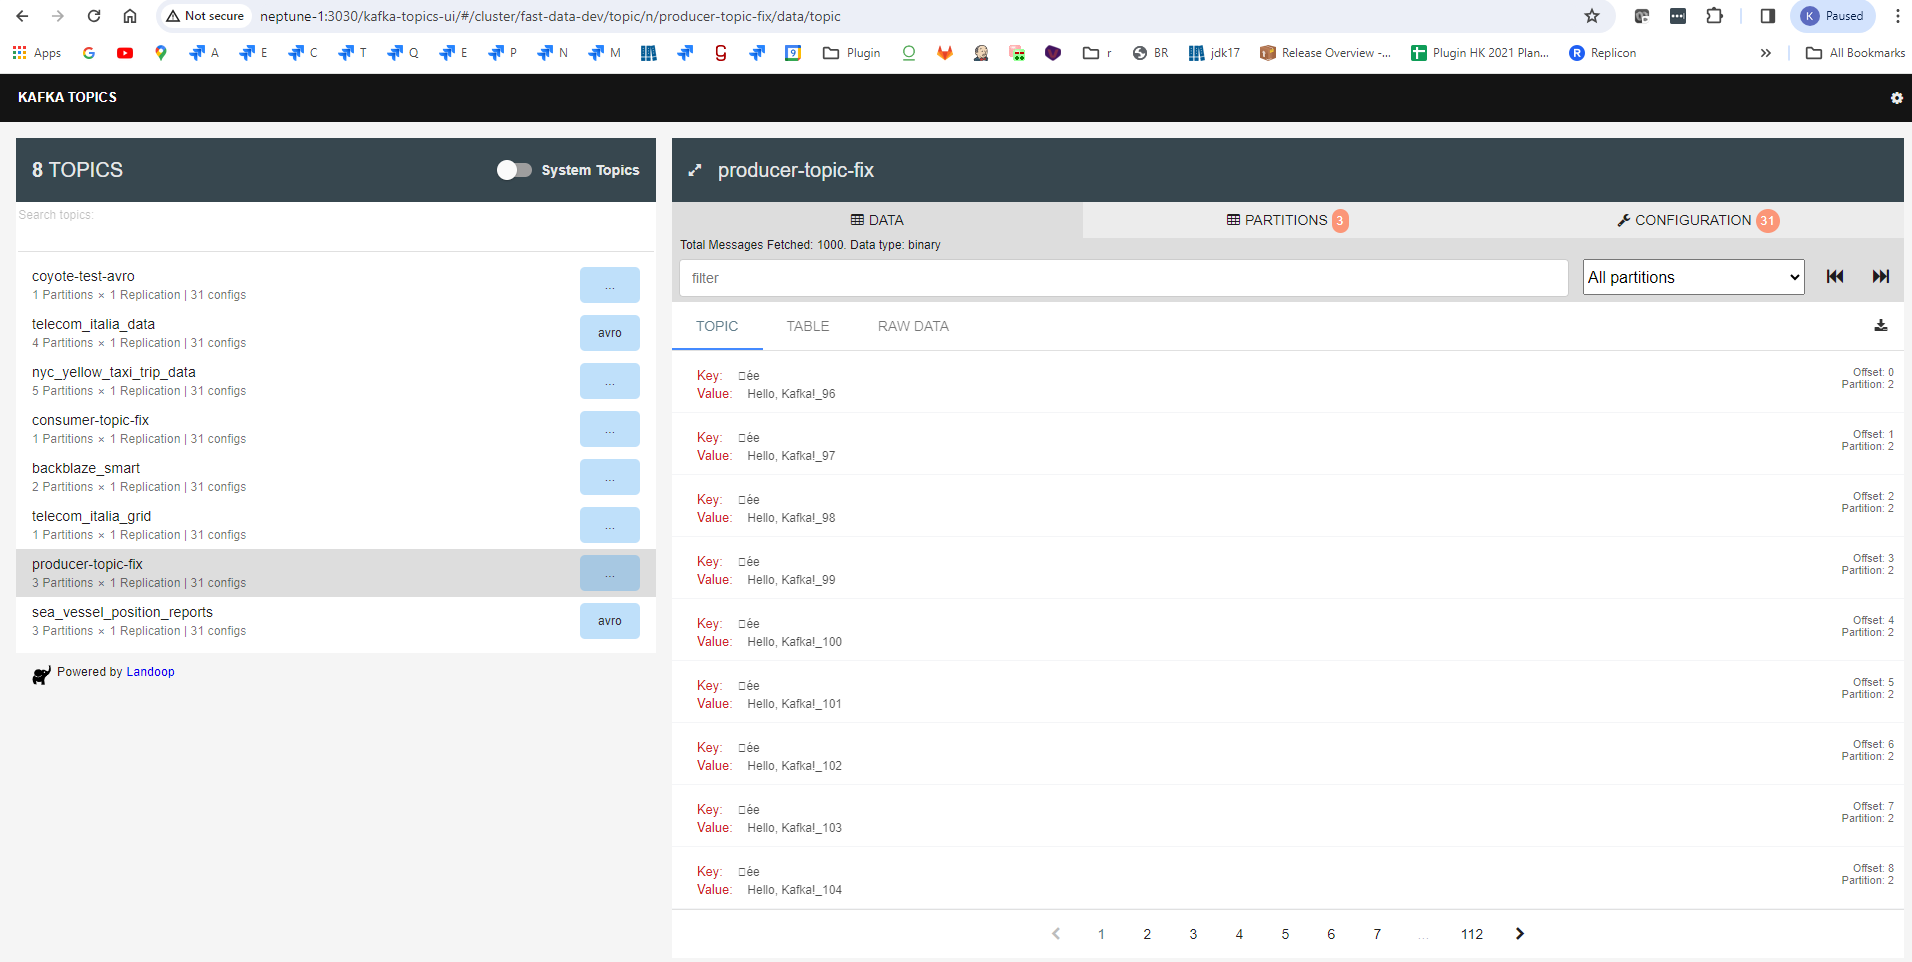 Not secure
neptune-1:3030/kafka-topics-ui/#/cluster/fast-data-dev/topic/n/producer-topic-fix/data/topic
K Paused
Apps A E C T Q E P N M Plugin r BR jdk17 Release Overview -... Plugin HK 2021 Plan... R Replicon » All Bookmarks
KAFKA TOPICS
8 TOPICS
System Topics
Search topics:
coyote-test-avro
1 Partitions × 1 Replication | 31 configs
...
telecom_italia_data
4 Partitions × 1 Replication | 31 configs
avro
nyc_yellow_taxi_trip_data
5 Partitions × 1 Replication | 31 configs
...
consumer-topic-fix
1 Partitions × 1 Replication | 31 configs
...
backblaze_smart
2 Partitions × 1 Replication | 31 configs
...
telecom_italia_grid
1 Partitions × 1 Replication | 31 configs
...
producer-topic-fix
3 Partitions × 1 Replication | 31 configs
...
sea_vessel_position_reports
3 Partitions × 1 Replication | 31 configs
avro
Powered by Landoop
producer-topic-fix
DATA
PARTITIONS 3
CONFIGURATION 31
Total Messages Fetched: 1000. Data type: binary
filter
All partitions
TOPIC TABLE RAW DATA
Key: □ée
Value: Hello, Kafka!_96
Offset: 0
Partition: 2
Key: □ée
Value: Hello, Kafka!_97
Offset: 1
Partition: 2
Key: □ée
Value: Hello, Kafka!_98
Offset: 2
Partition: 2
Key: □ée
Value: Hello, Kafka!_99
Offset: 3
Partition: 2
Key: □ée
Value: Hello, Kafka!_100
Offset: 4
Partition: 2
Key: □ée
Value: Hello, Kafka!_101
Offset: 5
Partition: 2
Key: □ée
Value: Hello, Kafka!_102
Offset: 6
Partition: 2
Key: □ée
Value: Hello, Kafka!_103
Offset: 7
Partition: 2
Key: □ée
Value: Hello, Kafka!_104
Offset: 8
Partition: 2
1 2 3 4 5 6 7 ... 112